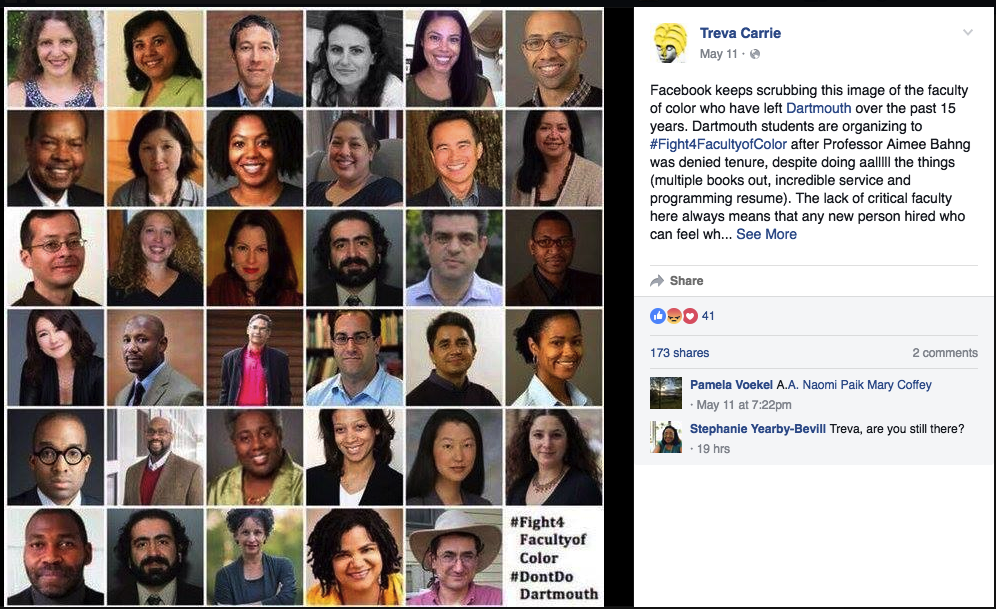 #Fight4
Facultyof
Color
#DontDo
Dartmouth
Treva Carrie
May 11 ·
Facebook keeps scrubbing this image of the faculty
of color who have left Dartmouth over the past 15
years. Dartmouth students are organizing to
#Fight4FacultyofColor after Professor Aimee Bahng
was denied tenure, despite doing aalllll the things
(multiple books out, incredible service and
programming resume). The lack of critical faculty
here always means that any new person hired who
can feel wh... See More
Share
41
173 shares
2 comments
Pamela Voekel A.A. Naomi Paik Mary Coffey
· May 11 at 7:22pm
Stephanie Yearby-Bevill Treva, are you still there?
· 19 hrs